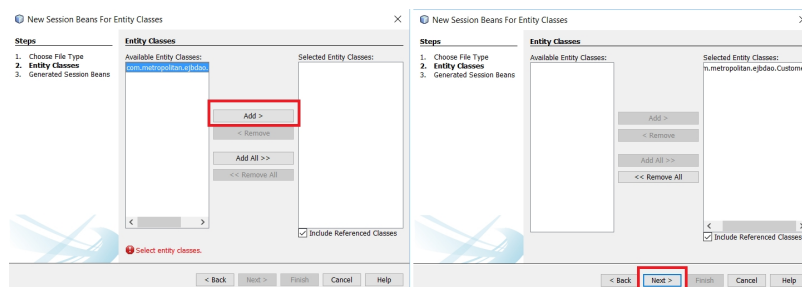 New Session Beans For Entity Classes
Steps
1. Choose File Type
2. Entity Classes
3. Generated Session Beans
Entity Classes
Available Entity Classes:
com.metropolitan.ejbdao.
Add >
< Remove
Add All >>
<< Remove All
Selected Entity Classes:
Include Referenced Classes
Select entity classes.
< Back Next > Finish Cancel Help
New Session Beans For Entity Classes
Steps
1. Choose File Type
2. Entity Classes
3. Generated Session Beans
Entity Classes
Available Entity Classes:
Add >
< Remove
Add All >>
<< Remove All
Selected Entity Classes:
m.metropolitan.ejbdao.Custome
Include Referenced Classes
< Back Next > Finish Cancel Help